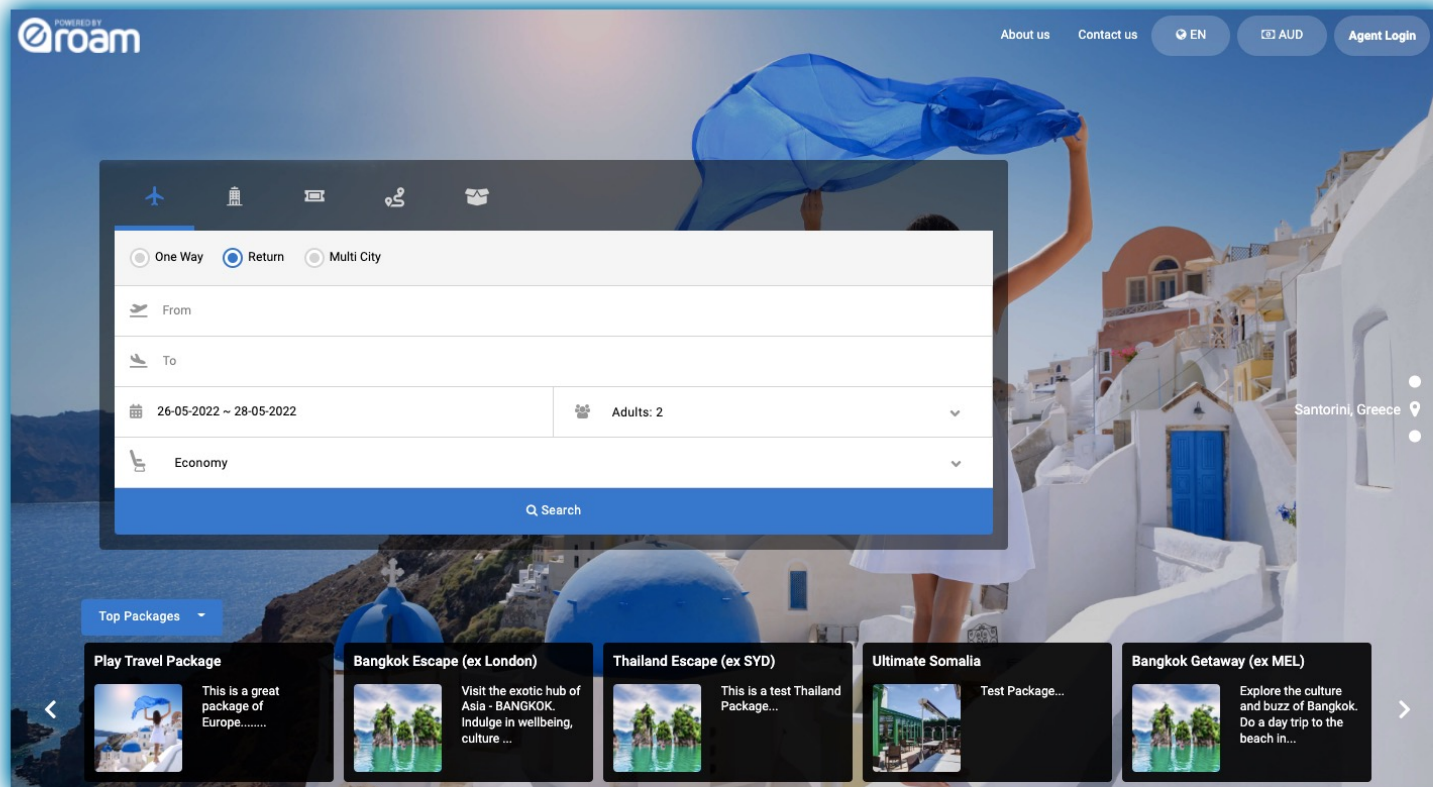 POWERED BY
eroam
About us
Contact us
EN
AUD
Agent Login
One Way
Return
Multi City
From
To
26-05-2022 ~ 28-05-2022
Adults: 2
Economy
Search
Santorini, Greece
Top Packages
Play Travel Package
This is a great
package of
Europe........
Bangkok Escape (ex London)
Visit the exotic hub of
Asia - BANGKOK.
Indulge in wellbeing,
culture ...
Thailand Escape (ex SYD)
This is a test Thailand
Package...
Ultimate Somalia
Test Package...
Bangkok Getaway (ex MEL)
Explore the culture
and buzz of Bangkok.
Do a day trip to the
beach in...